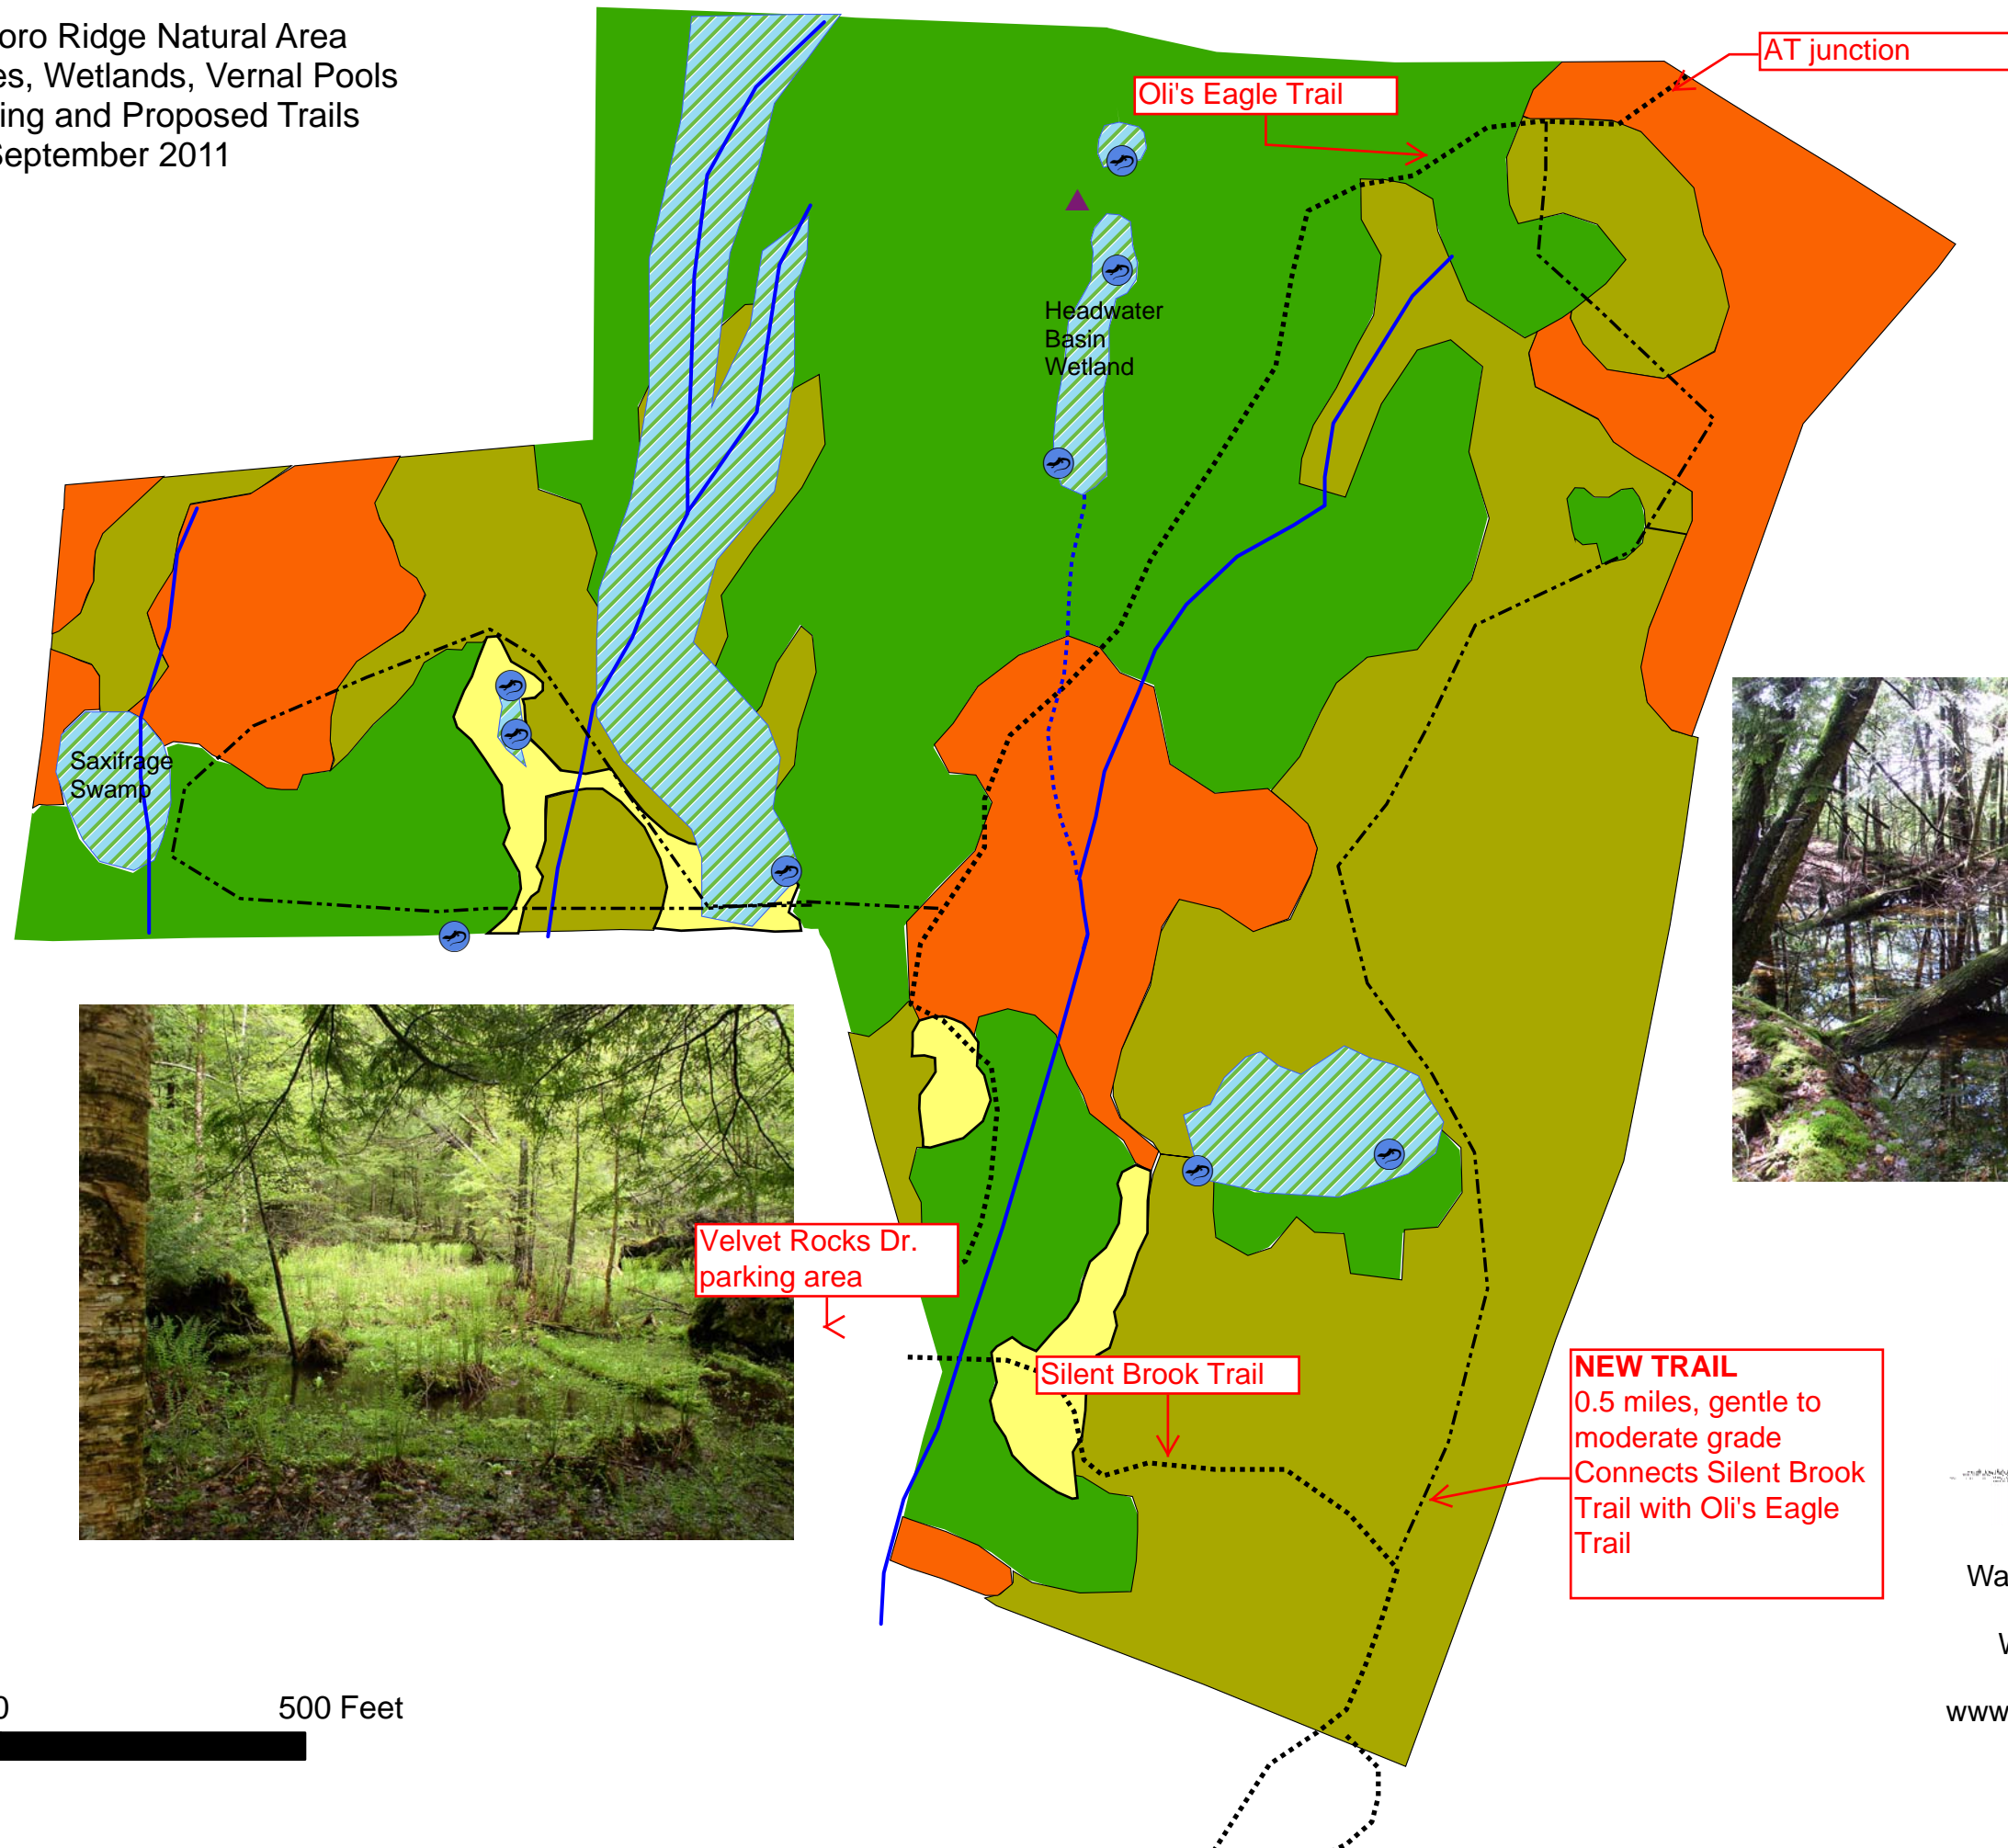 oro Ridge Natural Area
es, Wetlands, Vernal Pools
ing and Proposed Trails
September 2011
AT junction
Oli's Eagle Trail
Headwater
Basin
Wetland
Saxifrage
Swamp
Velvet Rocks Dr.
parking area
Silent Brook Trail
NEW TRAIL
0.5 miles, gentle to
moderate grade
Connects Silent Brook
Trail with Oli's Eagle
Trail
Wa
W
www
0
500 Feet